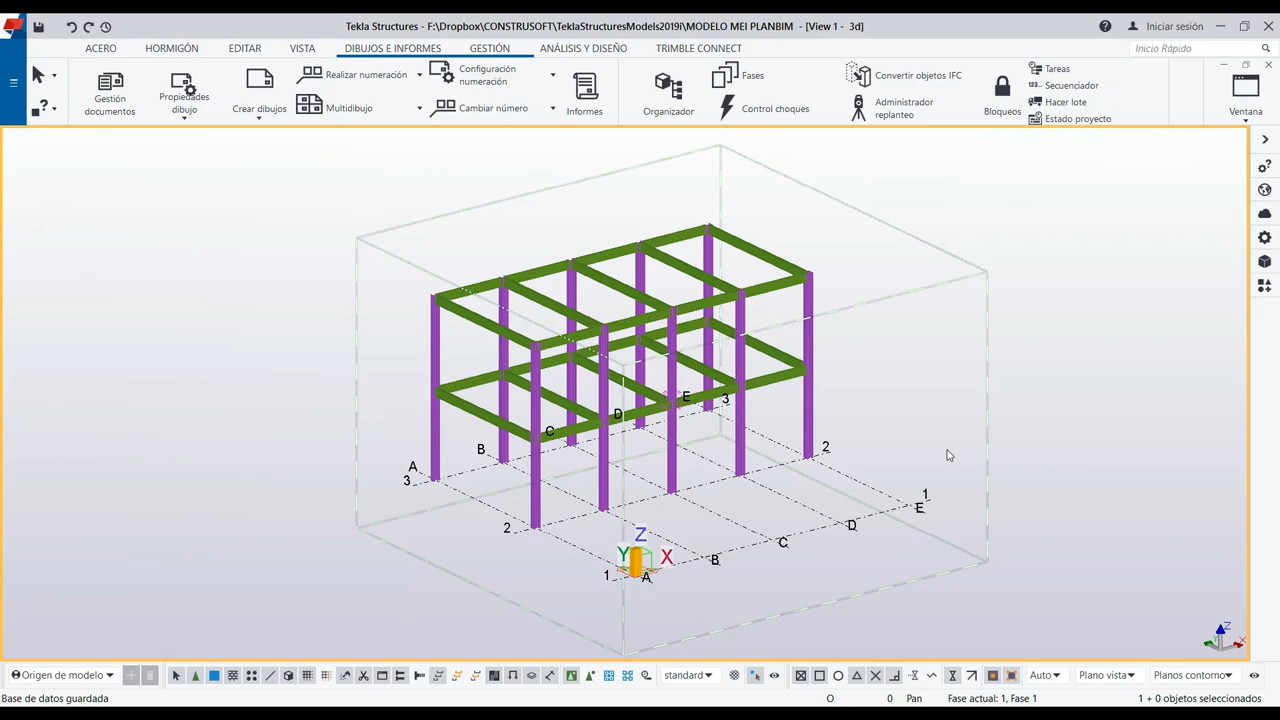 Tekla Structures - F:\Dropbox\CONSTRUSOFT\TeklaStructuresModels2019i\MODELO MEI PLANBIM - [View 1 - 3d]
Iniciar sesión
ACERO HORMIGÓN EDITAR VISTA DIBUJOS E INFORMES GESTIÓN ANÁLISIS Y DISEÑO TRIMBLE CONNECT
Inicio Rápido
Gestión
documentos
Propiedades
dibujo
Crear dibujos
Realizar numeración
Multidibujo
Configuración
numeración
Cambiar número
Informes
Organizador
Fases
Control choques
Convertir objetos IFC
Administrador
replanteo
Bloqueos
Tareas
Secuenciador
Hacer lote
Estado proyecto
Ventana
E 3
D
C
B
A
3
2
2
1
E
D
C
B
1 A
Z
Y X
Z
Origen de modelo
standard
Auto
Plano vista
Planos contorno
Base de datos guardada
O 0 Pan Fase actual: 1, Fase 1 1 + 0 objetos seleccionados